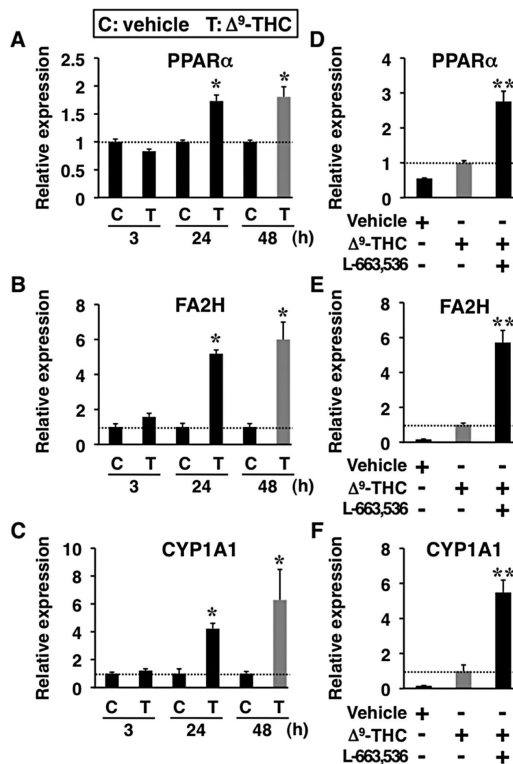 C: vehicle T: Δ⁹-THC
A
PPARα
Relative expression
2.5
2
1.5
1
0.5
0
*
*
C T C T C T
3 24 48 (h)
B
FA2H
Relative expression
8
6
4
2
0
*
*
C T C T C T
3 24 48 (h)
C
CYP1A1
Relative expression
10
8
6
4
2
0
*
*
C T C T C T
3 24 48 (h)
D
PPARα
Relative expression
4
3
2
1
0
**
Vehicle + - -
Δ⁹-THC - + +
L-663,536 - - +
E
FA2H
Relative expression
8
6
4
2
0
**
Vehicle + - -
Δ⁹-THC - + +
L-663,536 - - +
F
CYP1A1
Relative expression
8
6
4
2
0
**
Vehicle + - -
Δ⁹-THC - + +
L-663,536 - - +